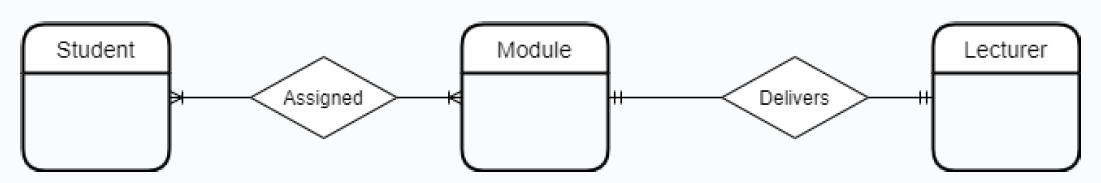 Student
Assigned
Module
Delivers
Lecturer